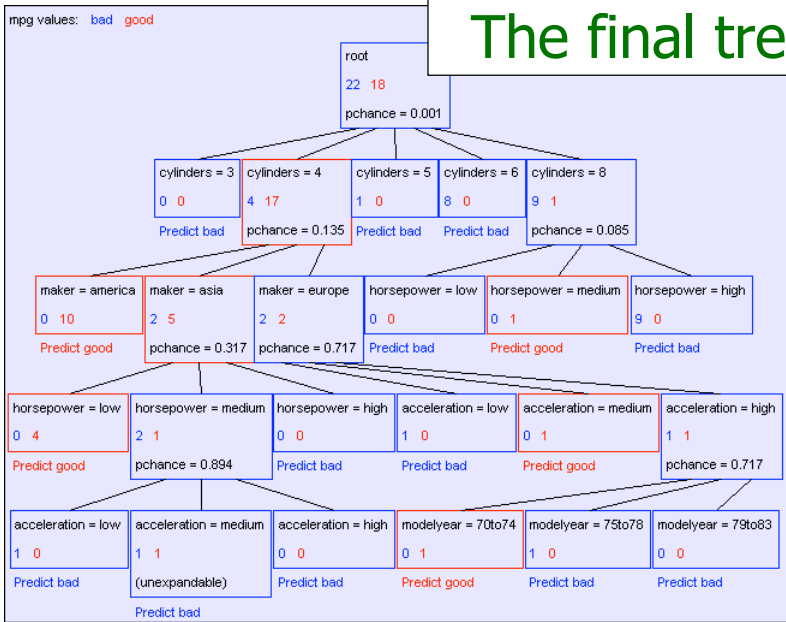 mpg values: bad good
The final tre
root
22 18
pchance = 0.001
cylinders = 3
0 0
Predict bad
cylinders = 4
4 17
pchance = 0.135
cylinders = 5
1 0
Predict bad
cylinders = 6
8 0
Predict bad
cylinders = 8
9 1
pchance = 0.085
maker = america
0 10
Predict good
maker = asia
2 5
pchance = 0.317
maker = europe
2 2
pchance = 0.717
horsepower = low
0 0
Predict bad
horsepower = medium
0 1
Predict good
horsepower = high
9 0
Predict bad
horsepower = low
0 4
Predict good
horsepower = medium
2 1
pchance = 0.894
horsepower = high
0 0
Predict bad
acceleration = low
1 0
Predict bad
acceleration = medium
0 1
Predict good
acceleration = high
1 1
pchance = 0.717
acceleration = low
1 0
Predict bad
acceleration = medium
1 1
(unexpandable)
Predict bad
acceleration = high
0 0
Predict bad
modelyear = 70to74
0 1
Predict good
modelyear = 75to78
1 0
Predict bad
modelyear = 79to83
0 0
Predict bad